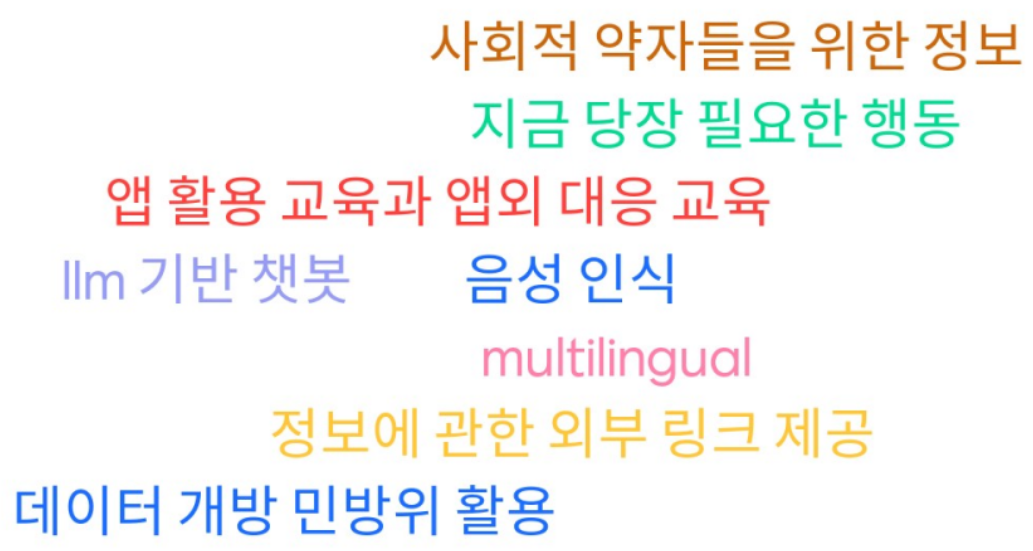 사회적 약자들을 위한 정보
지금 당장 필요한 행동
앱 활용 교육과 앱외 대응 교육
llm 기반 챗봇 음성 인식
multilingual
정보에 관한 외부 링크 제공
데이터 개방 민방위 활용